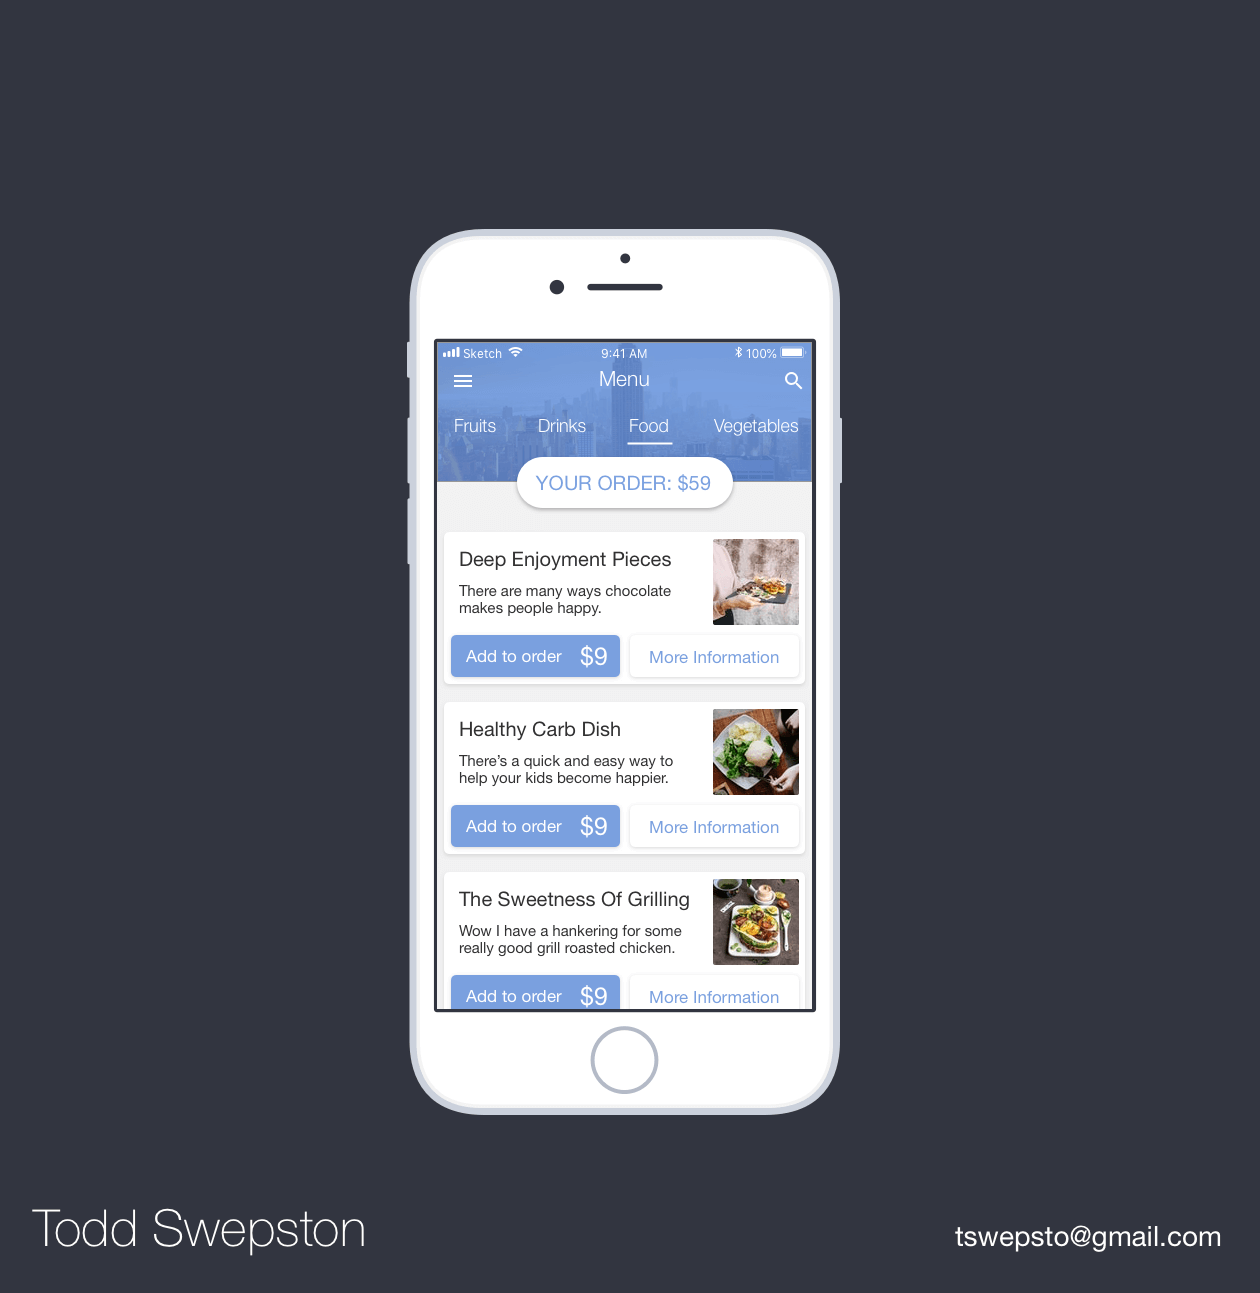 Sketch 9:41 AM 100%
Menu
Fruits Drinks Food Vegetables
YOUR ORDER: $59
Deep Enjoyment Pieces
There are many ways chocolate
makes people happy.
Add to order $9 More Information
Healthy Carb Dish
There’s a quick and easy way to
help your kids become happier.
Add to order $9 More Information
The Sweetness Of Grilling
Wow I have a hankering for some
really good grill roasted chicken.
Add to order $9 More Information
Todd Swepston
tswepsto@gmail.com